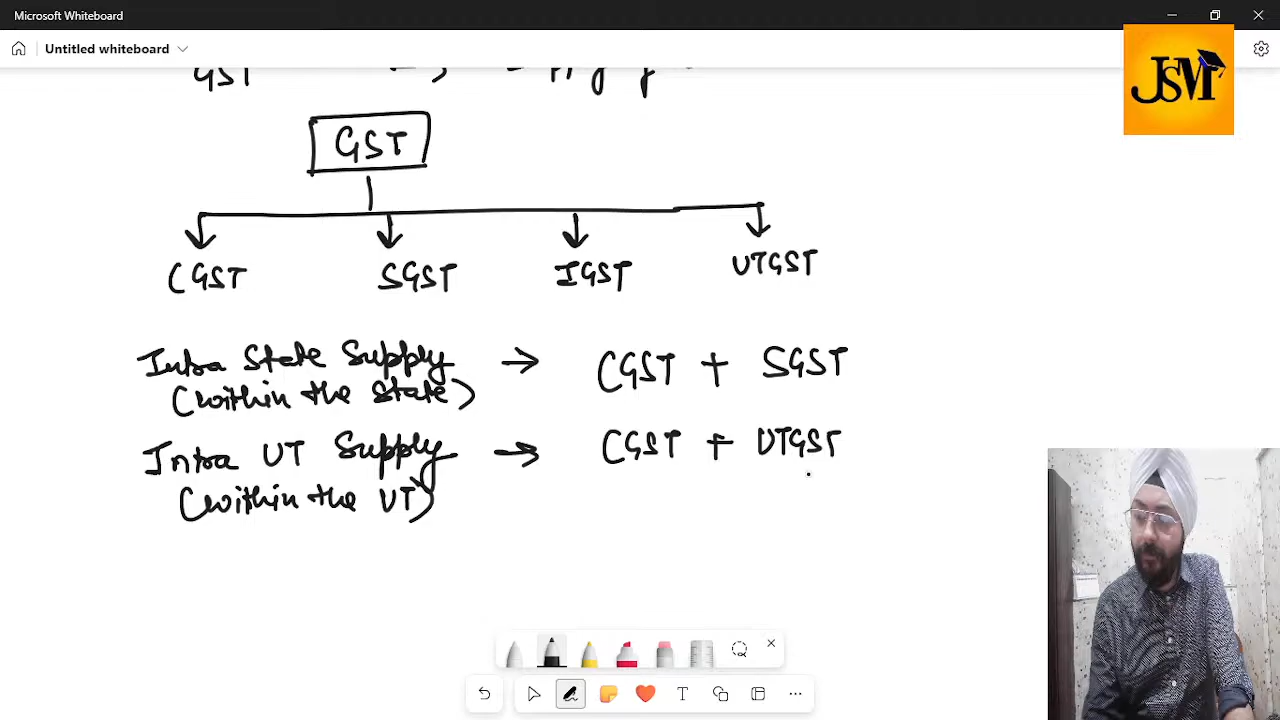 Microsoft Whiteboard
Untitled whiteboard
JSM
GST
GST
CGST SGST IGST UTGST
Intra State Supply → CGST + SGST
(within the State)
Intra UT Supply → CGST + UTGST
(within the UT)